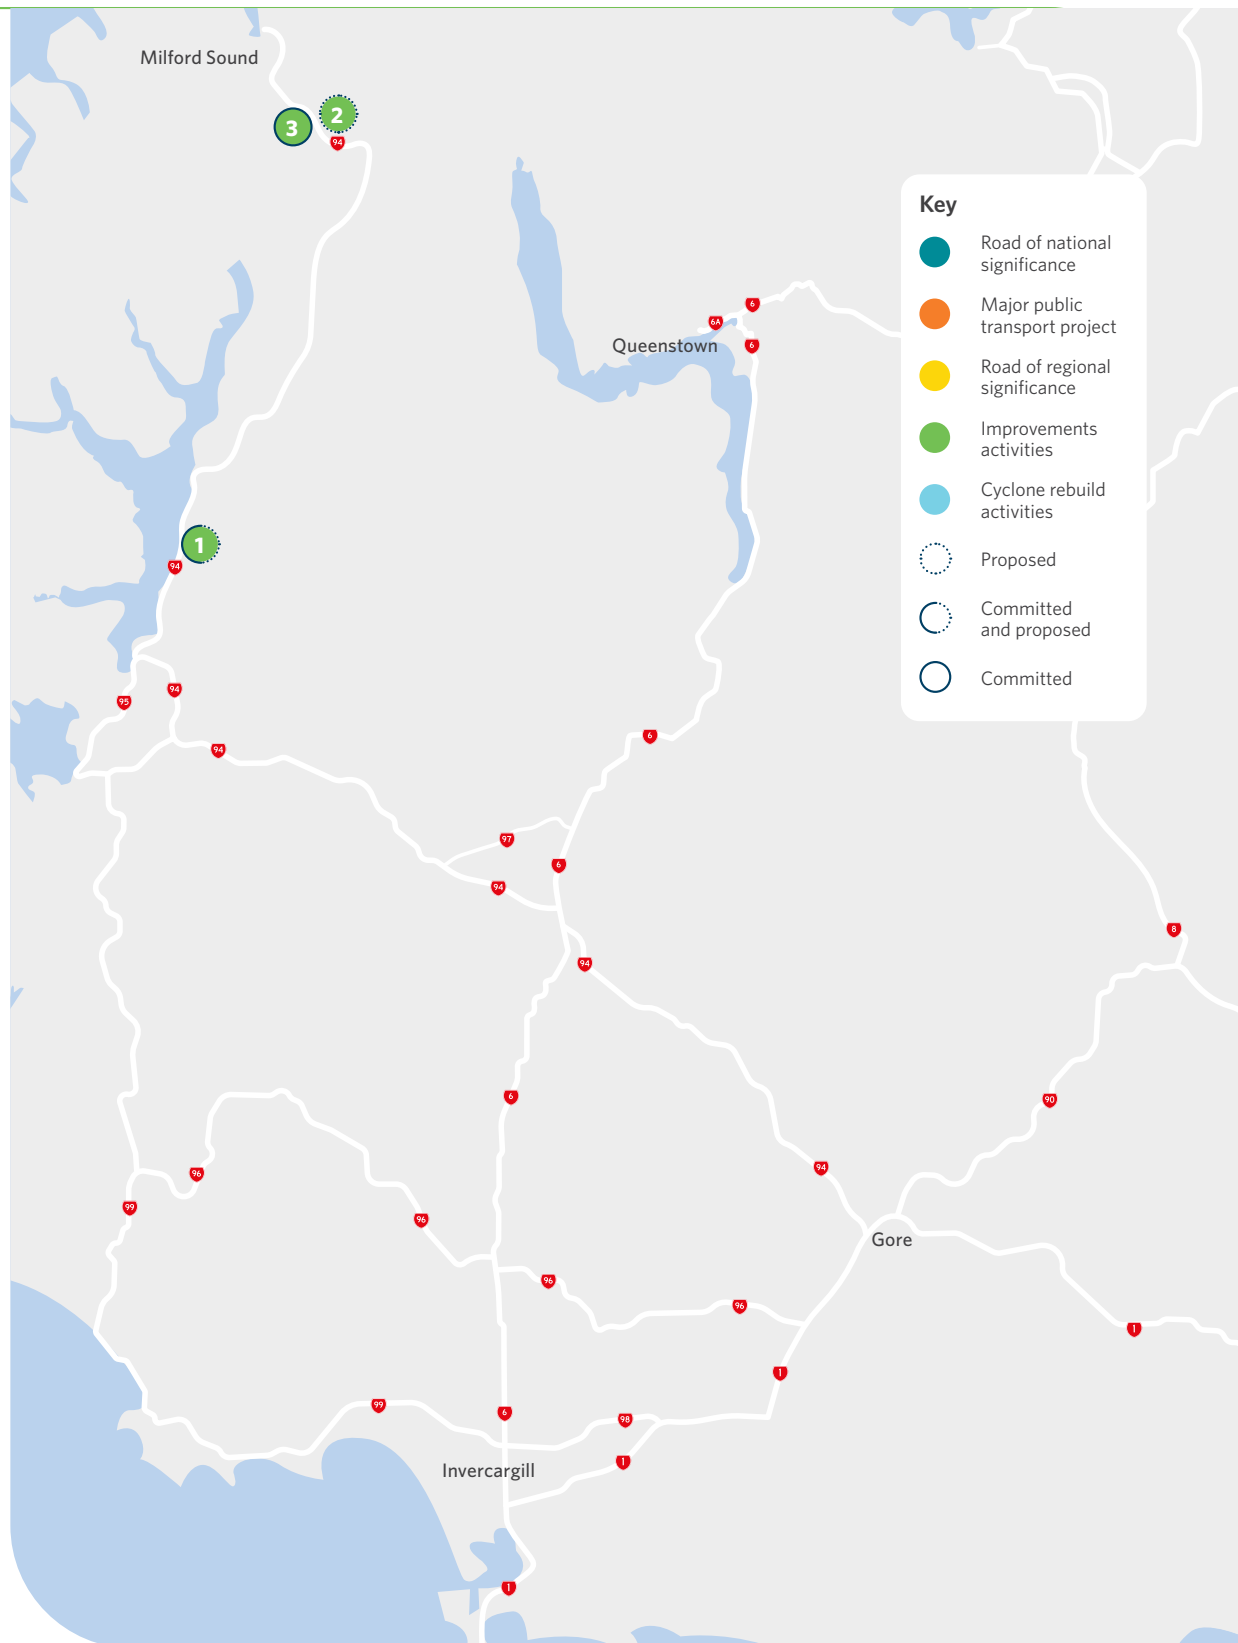 Milford Sound
2
3
94
Key
Road of national
significance
Major public
transport project
Road of regional
significance
Improvements
activities
Cyclone rebuild
activities
Proposed
Committed
and proposed
Committed
6
6A
Queenstown
6
1
94
94
95
94
6
97
6
94
8
94
6
90
94
96
99
96
Gore
96
96
1
1
99
6
98
1
Invercargill
1